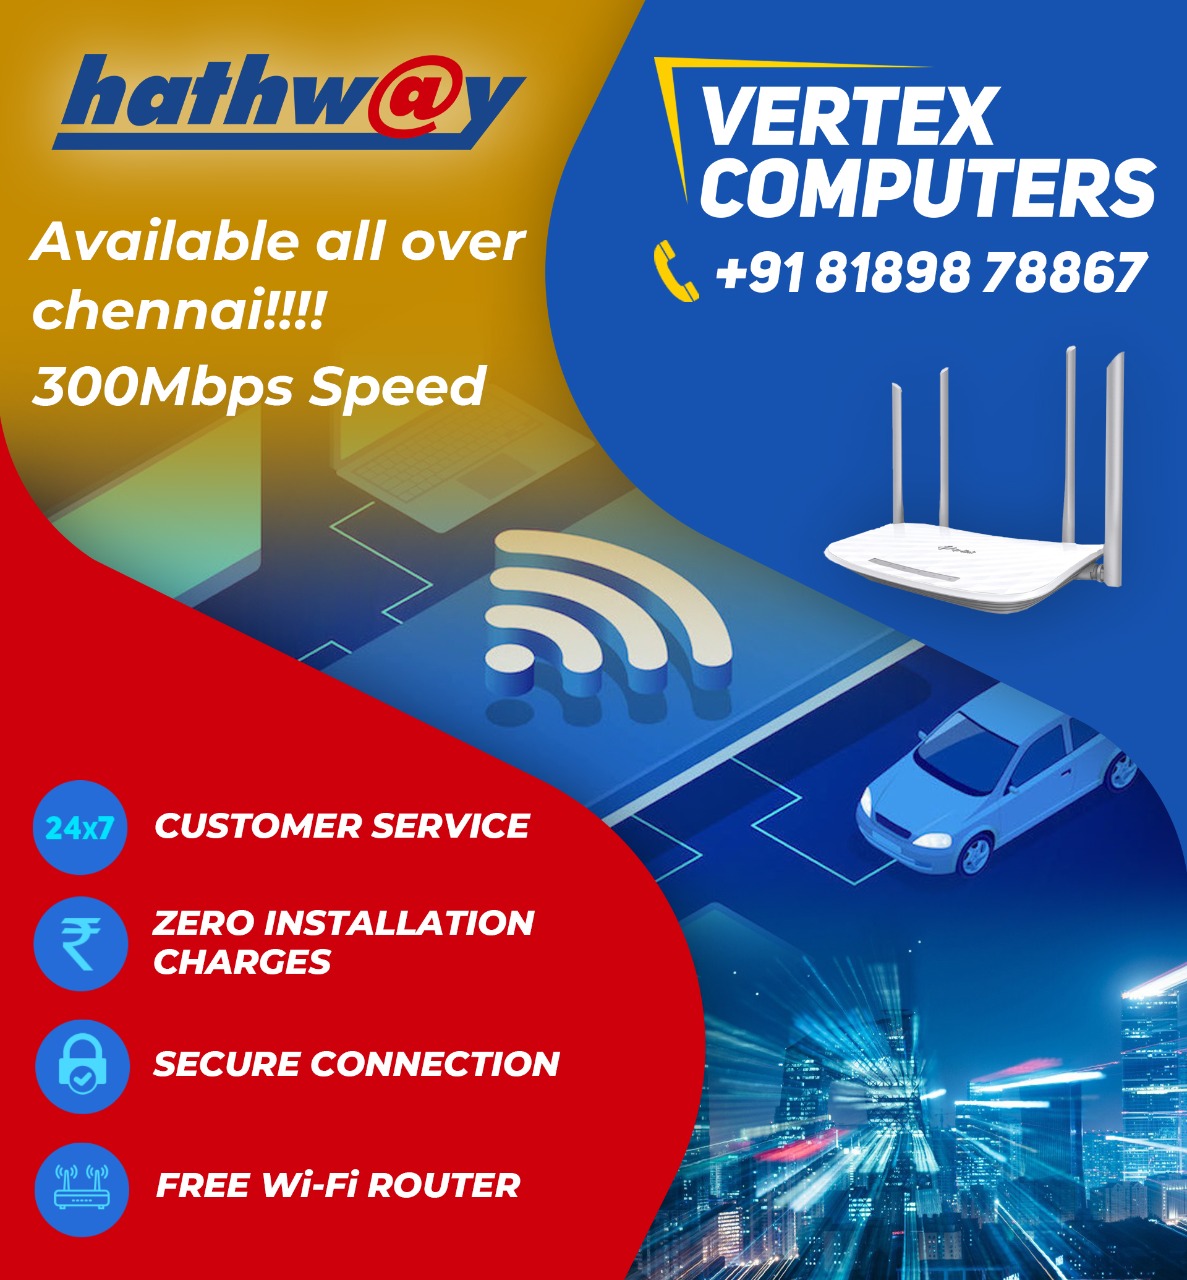 hathw@y
Available all over
chennai!!!!
300Mbps Speed
VERTEX
COMPUTERS
+91 81898 78867
24x7
CUSTOMER SERVICE
ZERO INSTALLATION
CHARGES
SECURE CONNECTION
FREE Wi-Fi ROUTER